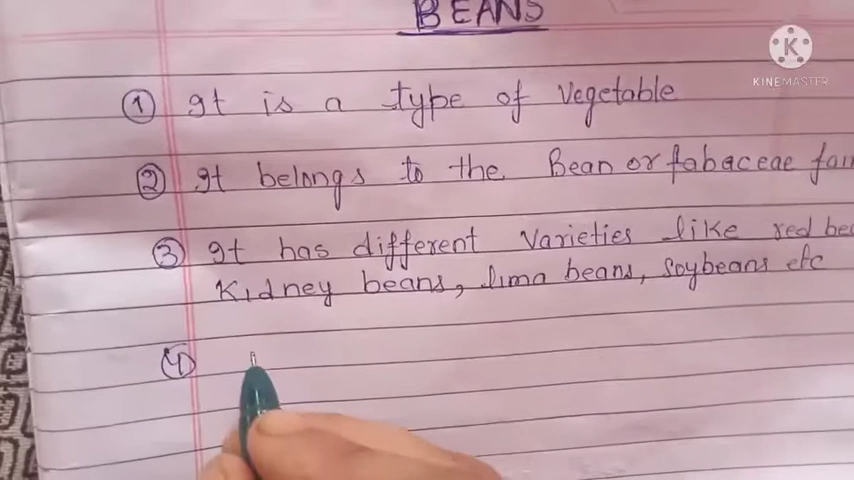 BEANS
K
KINEMASTER
① It is a type of vegetable
② It belongs to the Bean or fabaceae
③ It has different varieties like red
Kidney beans, lima beans, soybeans etc
④